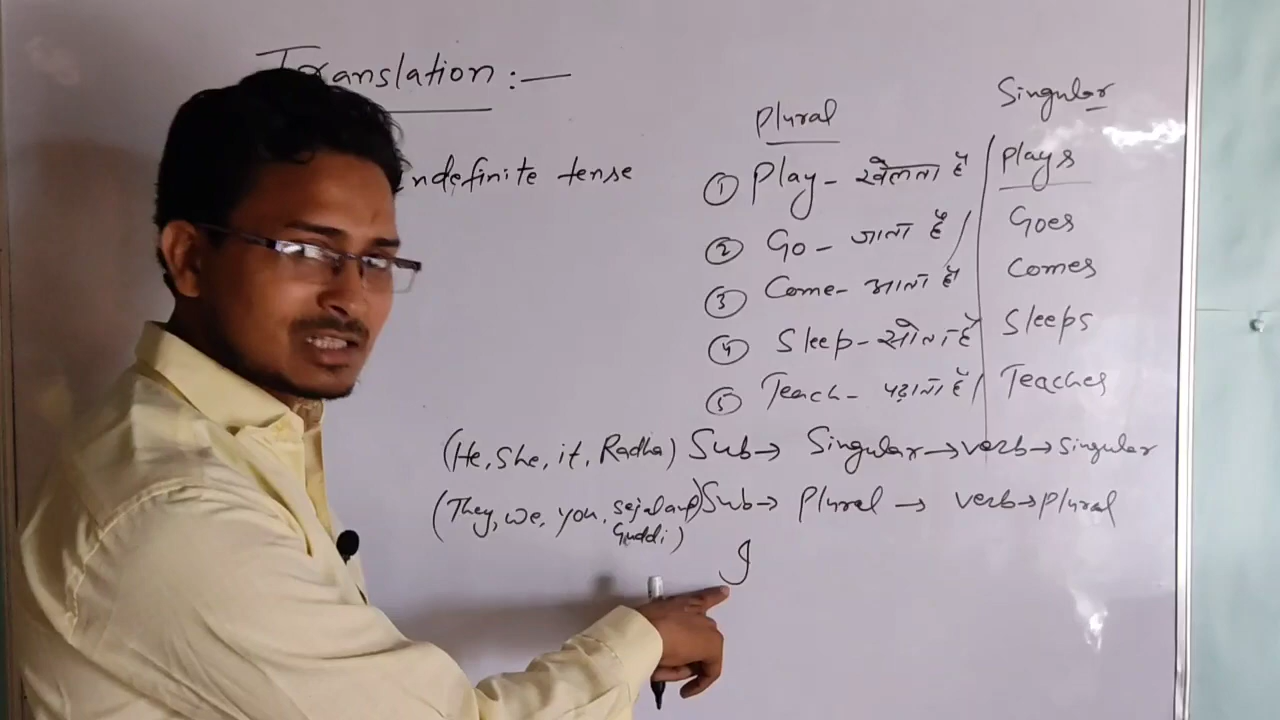 Translation :—
ndefinite tense
Plural
Singular
① Play - खेलता है / Plays
② Go - जाता है / Goes
③ Come - आता है Comes
④ Sleep - सोता है Sleeps
⑤ Teach - पढ़ाता है / Teaches
(He, She, it, Radha) Sub → Singular → verb → Singular
(They, we, you, sejal and Sub → Plural → verb → plural
Guddi)
I